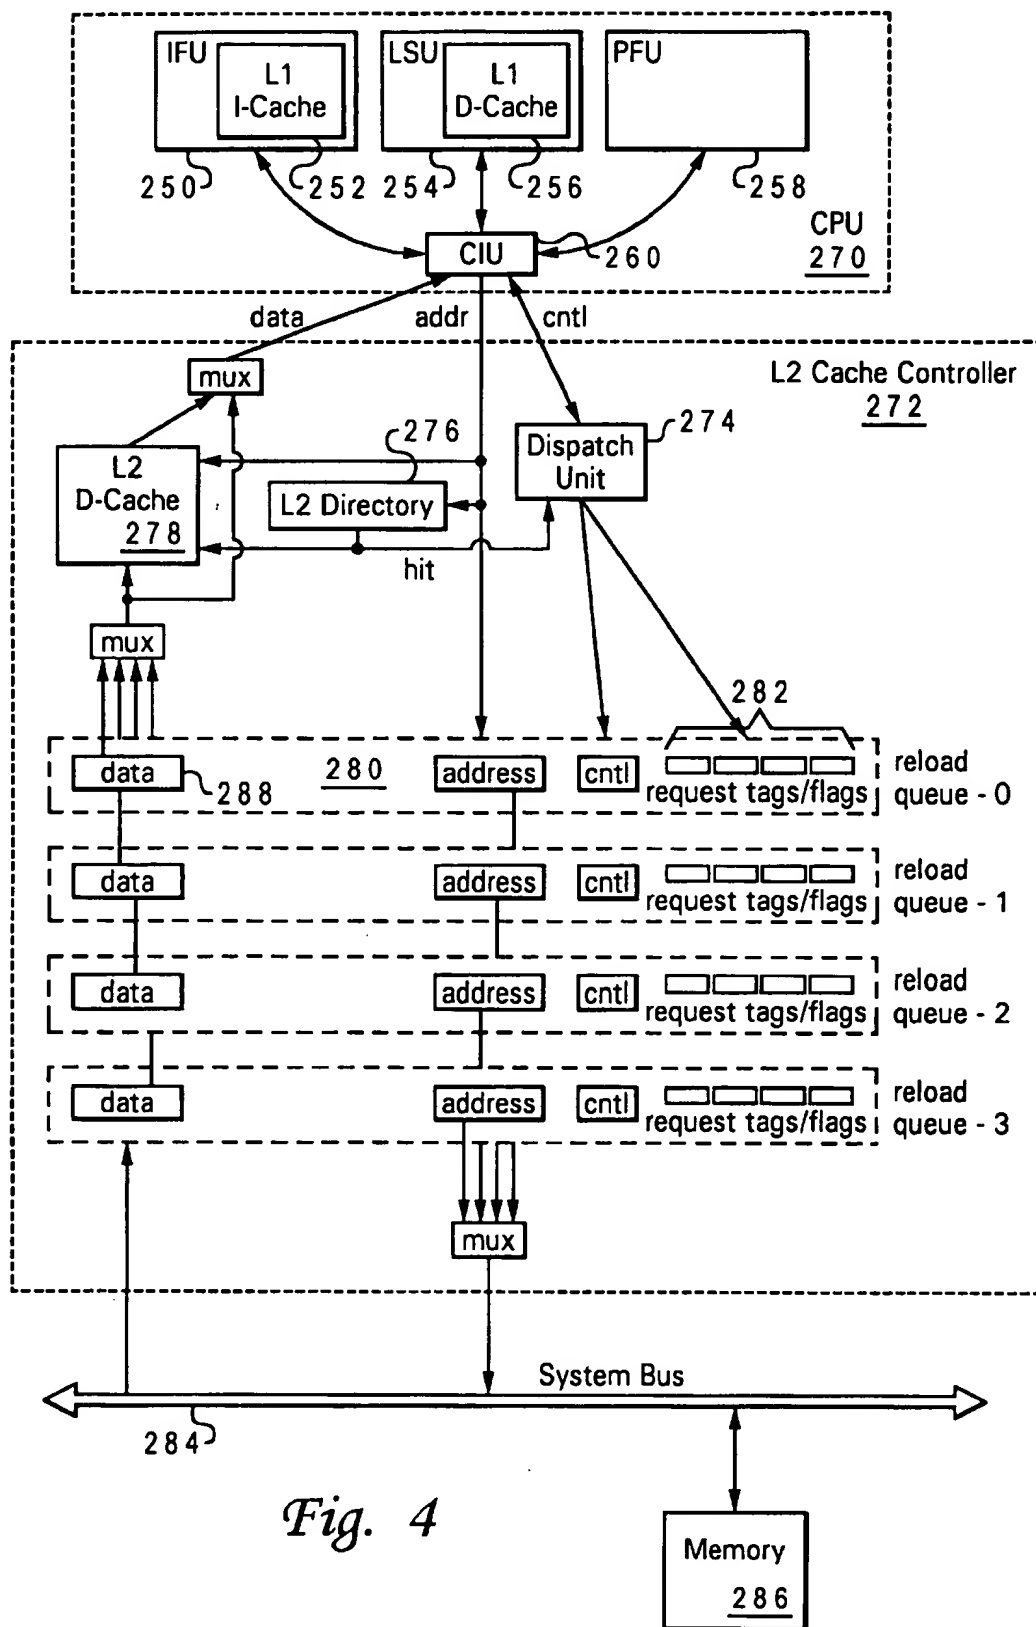 IFU
L1
I-Cache
LSU
L1
D-Cache
PFU
250
252
254
256
258
CIU
260
CPU
270
data
addr
cntl
mux
L2 Cache Controller
272
276
274
L2
D-Cache
278
L2 Directory
Dispatch
Unit
hit
mux
282
data
288
280
address
cntl
request tags/flags
reload
queue - 0
data
address
cntl
request tags/flags
reload
queue - 1
data
address
cntl
request tags/flags
reload
queue - 2
data
address
cntl
request tags/flags
reload
queue - 3
mux
System Bus
284
Fig. 4
Memory
286